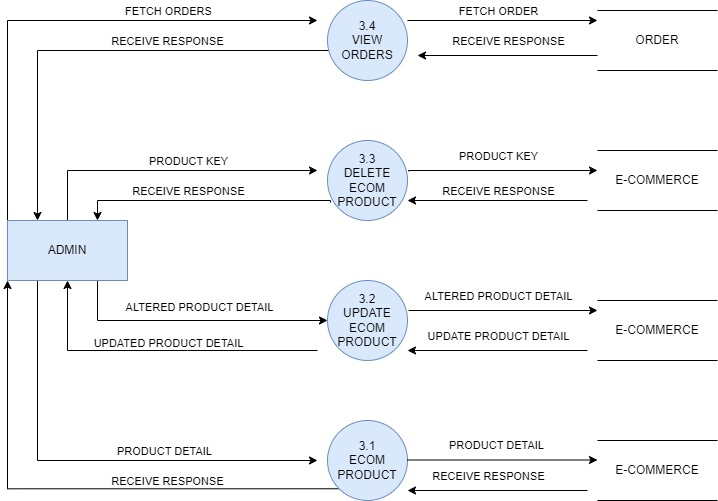 FETCH ORDERS
3.4
VIEW
ORDERS
FETCH ORDER
ORDER
RECEIVE RESPONSE
RECEIVE RESPONSE
PRODUCT KEY
3.3
DELETE
ECOM
PRODUCT
PRODUCT KEY
E-COMMERCE
RECEIVE RESPONSE
RECEIVE RESPONSE
ADMIN
ALTERED PRODUCT DETAIL
3.2
UPDATE
ECOM
PRODUCT
ALTERED PRODUCT DETAIL
E-COMMERCE
UPDATED PRODUCT DETAIL
UPDATE PRODUCT DETAIL
PRODUCT DETAIL
3.1
ECOM
PRODUCT
PRODUCT DETAIL
E-COMMERCE
RECEIVE RESPONSE
RECEIVE RESPONSE